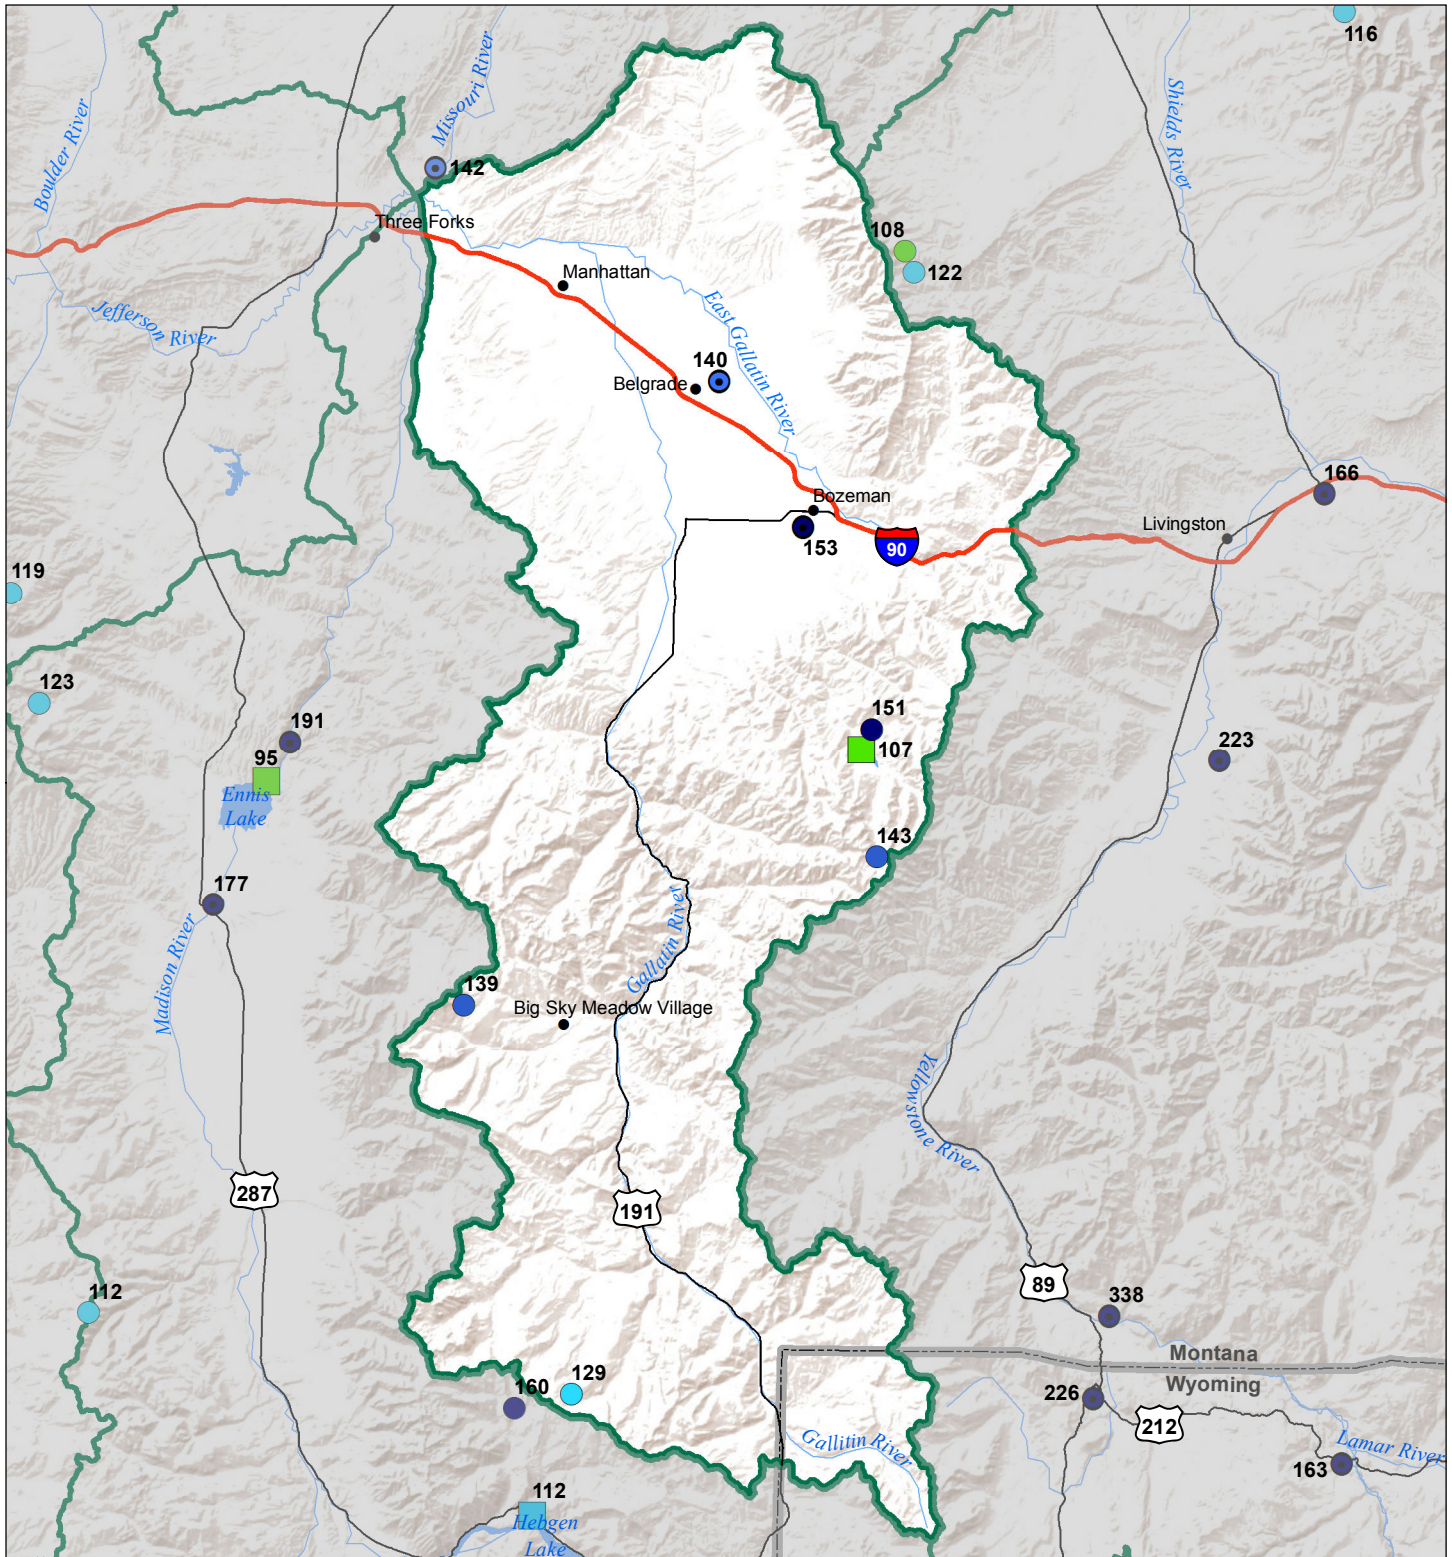 116
Missouri River
Boulder River
Shields River
142
Three Forks
108
122
Manhattan
East Gallatin River
Jefferson River
140
Belgrade
166
Bozeman
Livingston
153
90
119
123
151
191
107
223
95
Ennis
Lake
143
177
Gallatin River
Madison River
139
Big Sky Meadow Village
Yellowstone River
287
191
89
112
338
Montana
Wyoming
160
129
226
212
Gallitin River
Lamar River
163
112
Hebgen
Lake